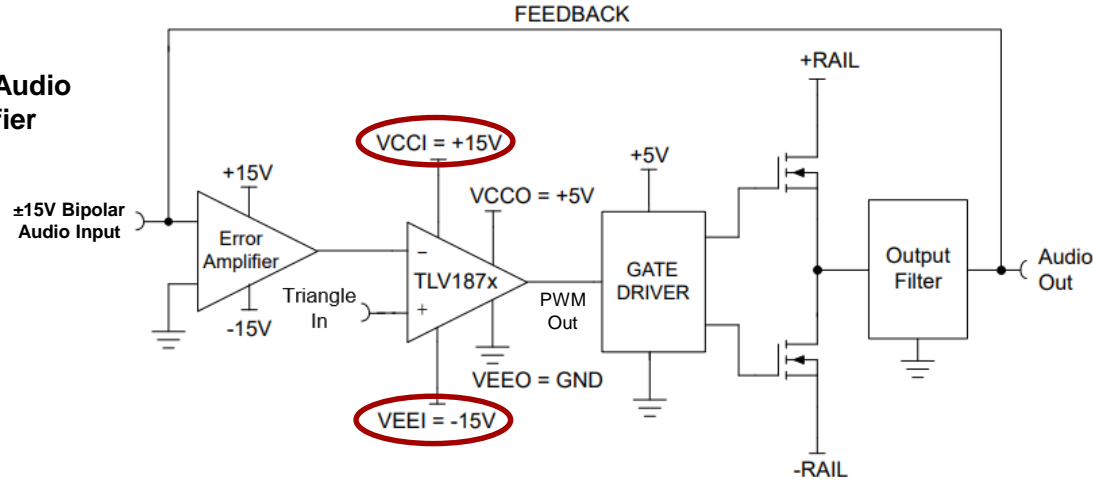 FEEDBACK
Audio
fier
+RAIL
VCCI = +15V
+15V
VCCO = +5V
+5V
±15V Bipolar
Audio Input
Error
Amplifier
-15V
Triangle
In
−
+
TLV187x
PWM
Out
GATE
DRIVER
Output
Filter
Audio
Out
VEEO = GND
VEEI = -15V
-RAIL